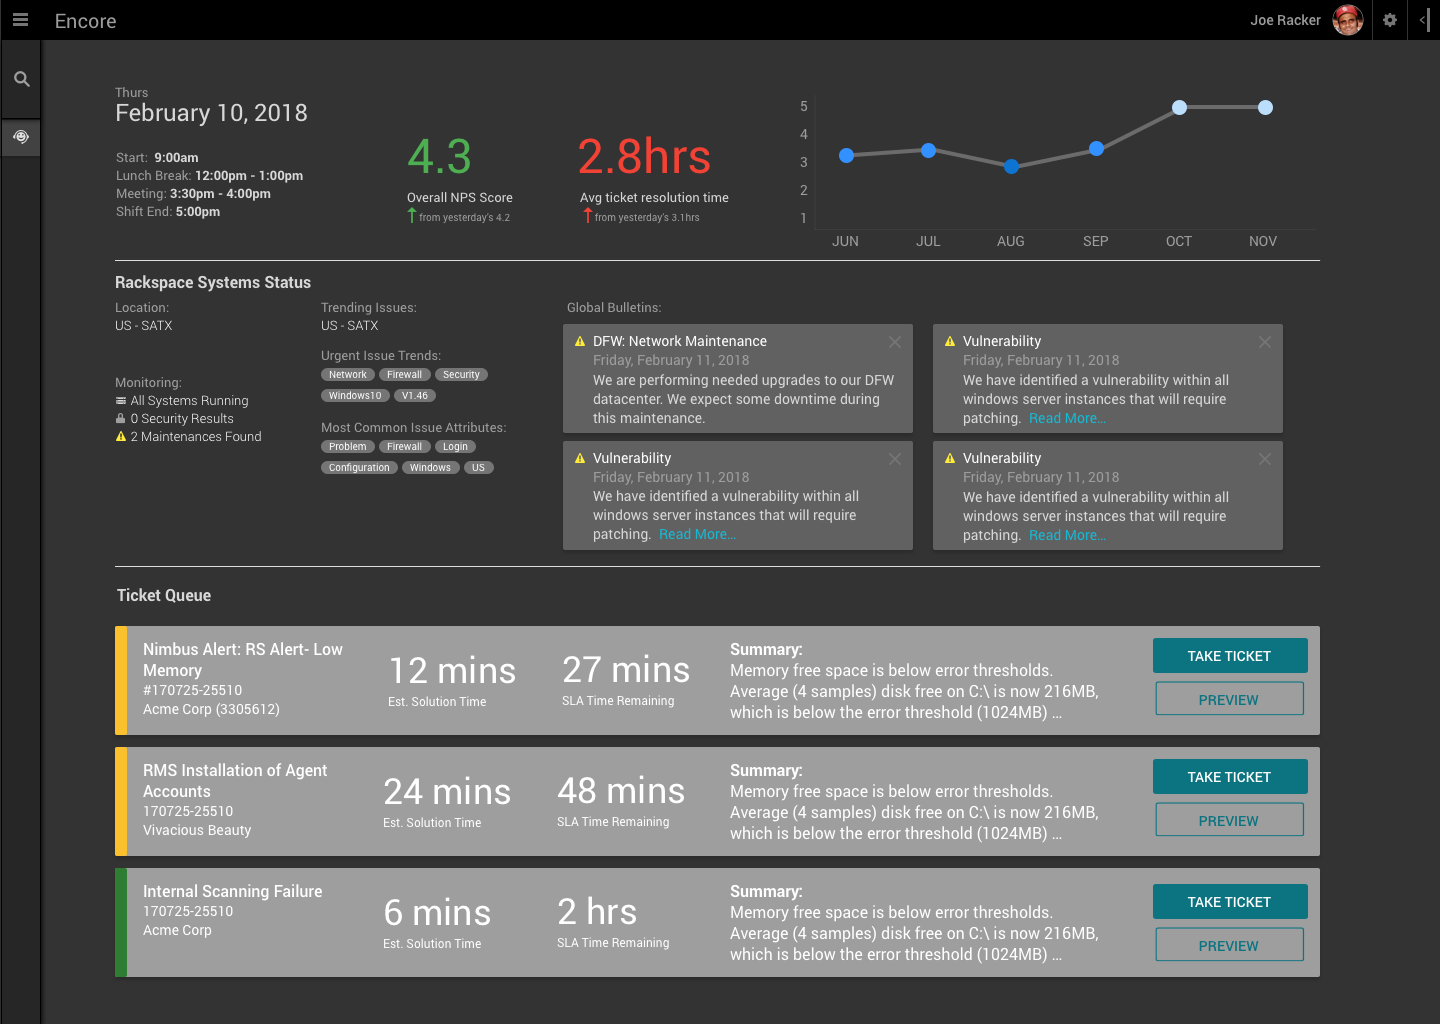 Encore
Joe Racker
Thurs
February 10, 2018
Start: 9:00am
Lunch Break: 12:00pm - 1:00pm
Meeting: 3:30pm - 4:00pm
Shift End: 5:00pm
4.3
Overall NPS Score
from yesterday's 4.2
2.8hrs
Avg ticket resolution time
from yesterday's 3.1hrs
5
4
3
2
1
JUN JUL AUG SEP OCT NOV
Rackspace Systems Status
Location:
US - SATX
Monitoring:
All Systems Running
0 Security Results
2 Maintenances Found
Trending Issues:
US - SATX
Urgent Issue Trends:
Network Firewall Security
Windows10 V1.46
Most Common Issue Attributes:
Problem Firewall Login
Configuration Windows US
Global Bulletins:
DFW: Network Maintenance
Friday, February 11, 2018
We are performing needed upgrades to our DFW
datacenter. We expect some downtime during
this maintenance.
Vulnerability
Friday, February 11, 2018
We have identified a vulnerability within all
windows server instances that will require
patching. Read More...
Vulnerability
Friday, February 11, 2018
We have identified a vulnerability within all
windows server instances that will require
patching. Read More...
Vulnerability
Friday, February 11, 2018
We have identified a vulnerability within all
windows server instances that will require
patching. Read More...
Ticket Queue
Nimbus Alert: RS Alert- Low
Memory
#170725-25510
Acme Corp (3305612)
12 mins
Est. Solution Time
27 mins
SLA Time Remaining
Summary:
Memory free space is below error thresholds.
Average (4 samples) disk free on C:\ is now 216MB,
which is below the error threshold (1024MB) ...
TAKE TICKET
PREVIEW
RMS Installation of Agent
Accounts
170725-25510
Vivacious Beauty
24 mins
Est. Solution Time
48 mins
SLA Time Remaining
Summary:
Memory free space is below error thresholds.
Average (4 samples) disk free on C:\ is now 216MB,
which is below the error threshold (1024MB) ...
TAKE TICKET
PREVIEW
Internal Scanning Failure
170725-25510
Acme Corp
6 mins
Est. Solution Time
2 hrs
SLA Time Remaining
Summary:
Memory free space is below error thresholds.
Average (4 samples) disk free on C:\ is now 216MB,
which is below the error threshold (1024MB) ...
TAKE TICKET
PREVIEW